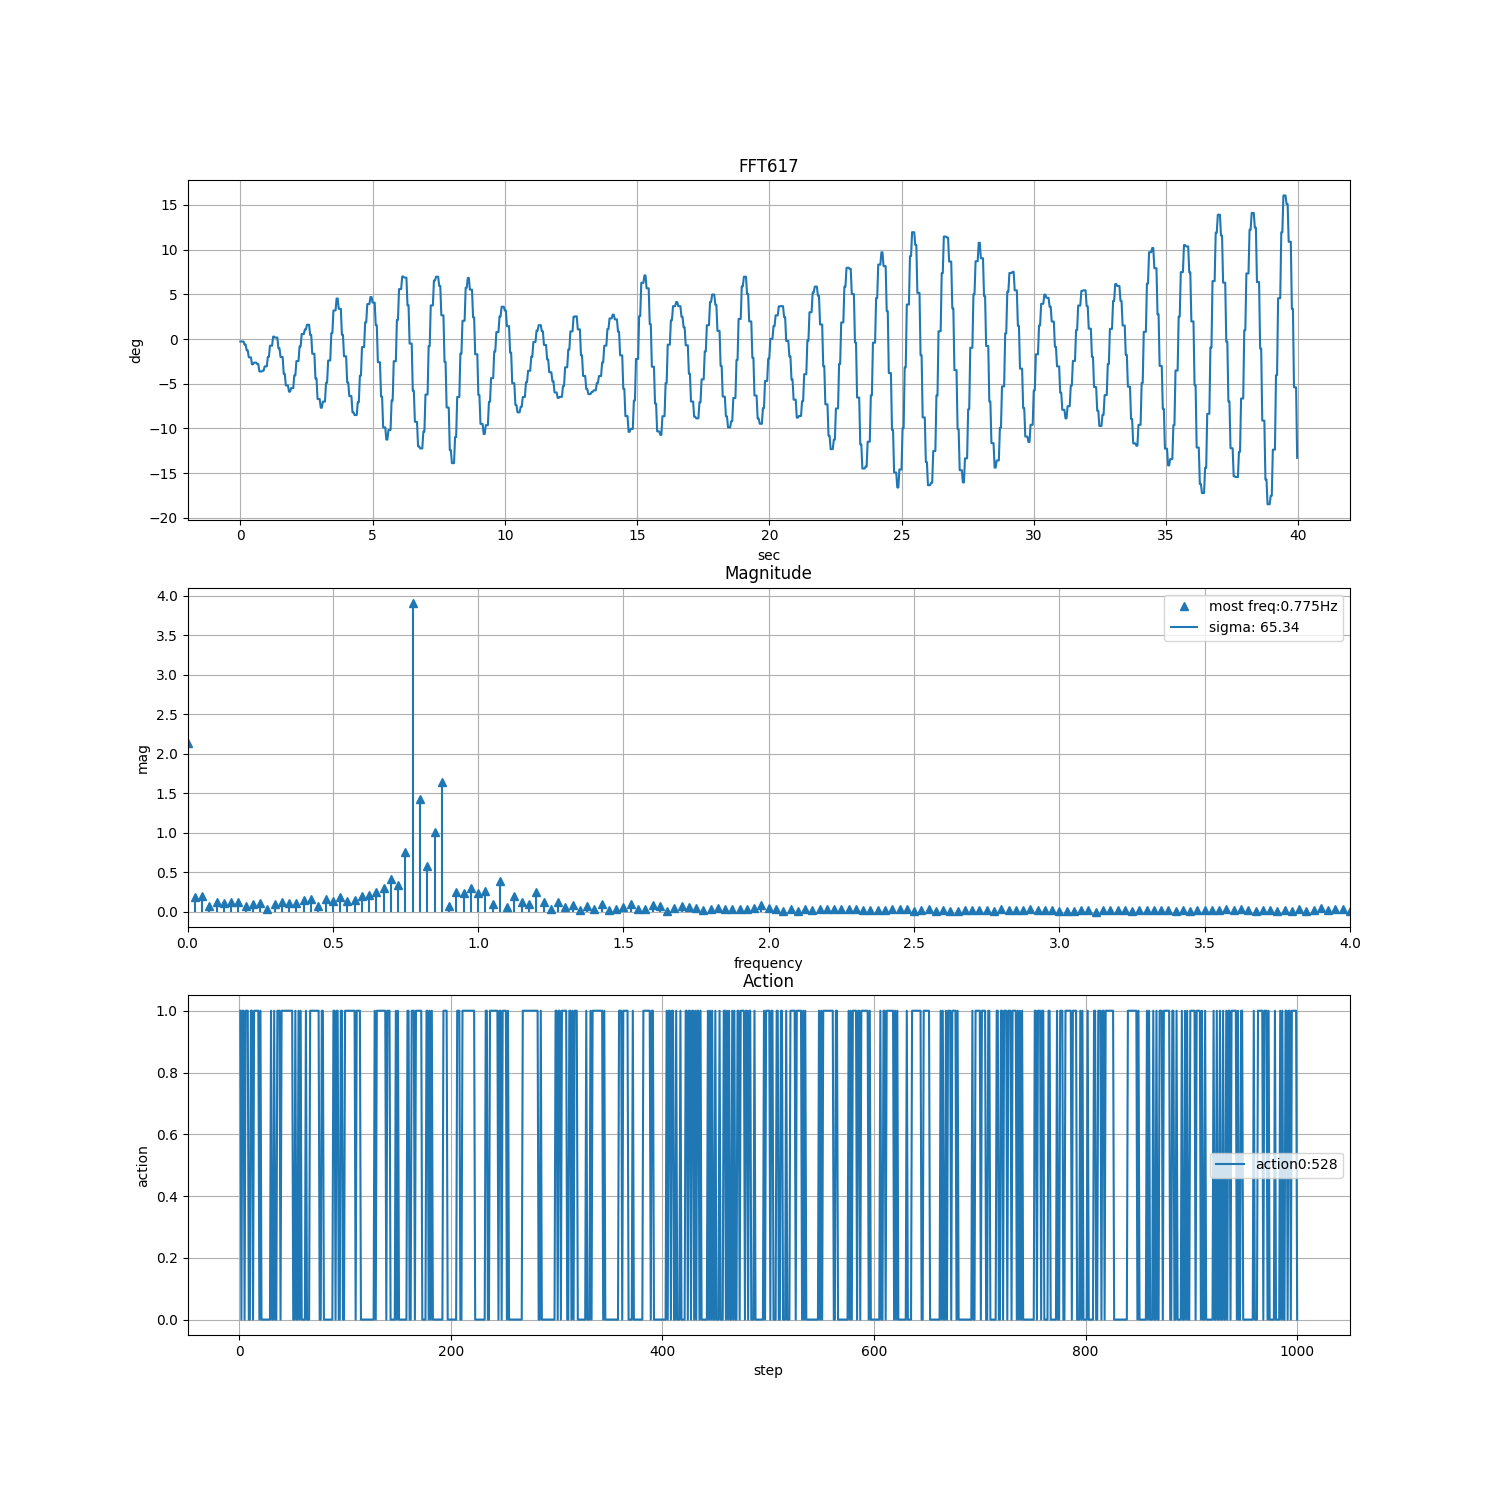 FFT617
15
10
5
0
−5
−10
−15
−20
deg
0 5 10 15 20 25 30 35 40
sec
Magnitude
4.0
3.5
3.0
2.5
2.0
1.5
1.0
0.5
0.0
mag
most freq:0.775Hz
sigma: 65.34
0.0 0.5 1.0 1.5 2.0 2.5 3.0 3.5 4.0
frequency
Action
1.0
0.8
0.6
0.4
0.2
0.0
action
action0:528
0 200 400 600 800 1000
step